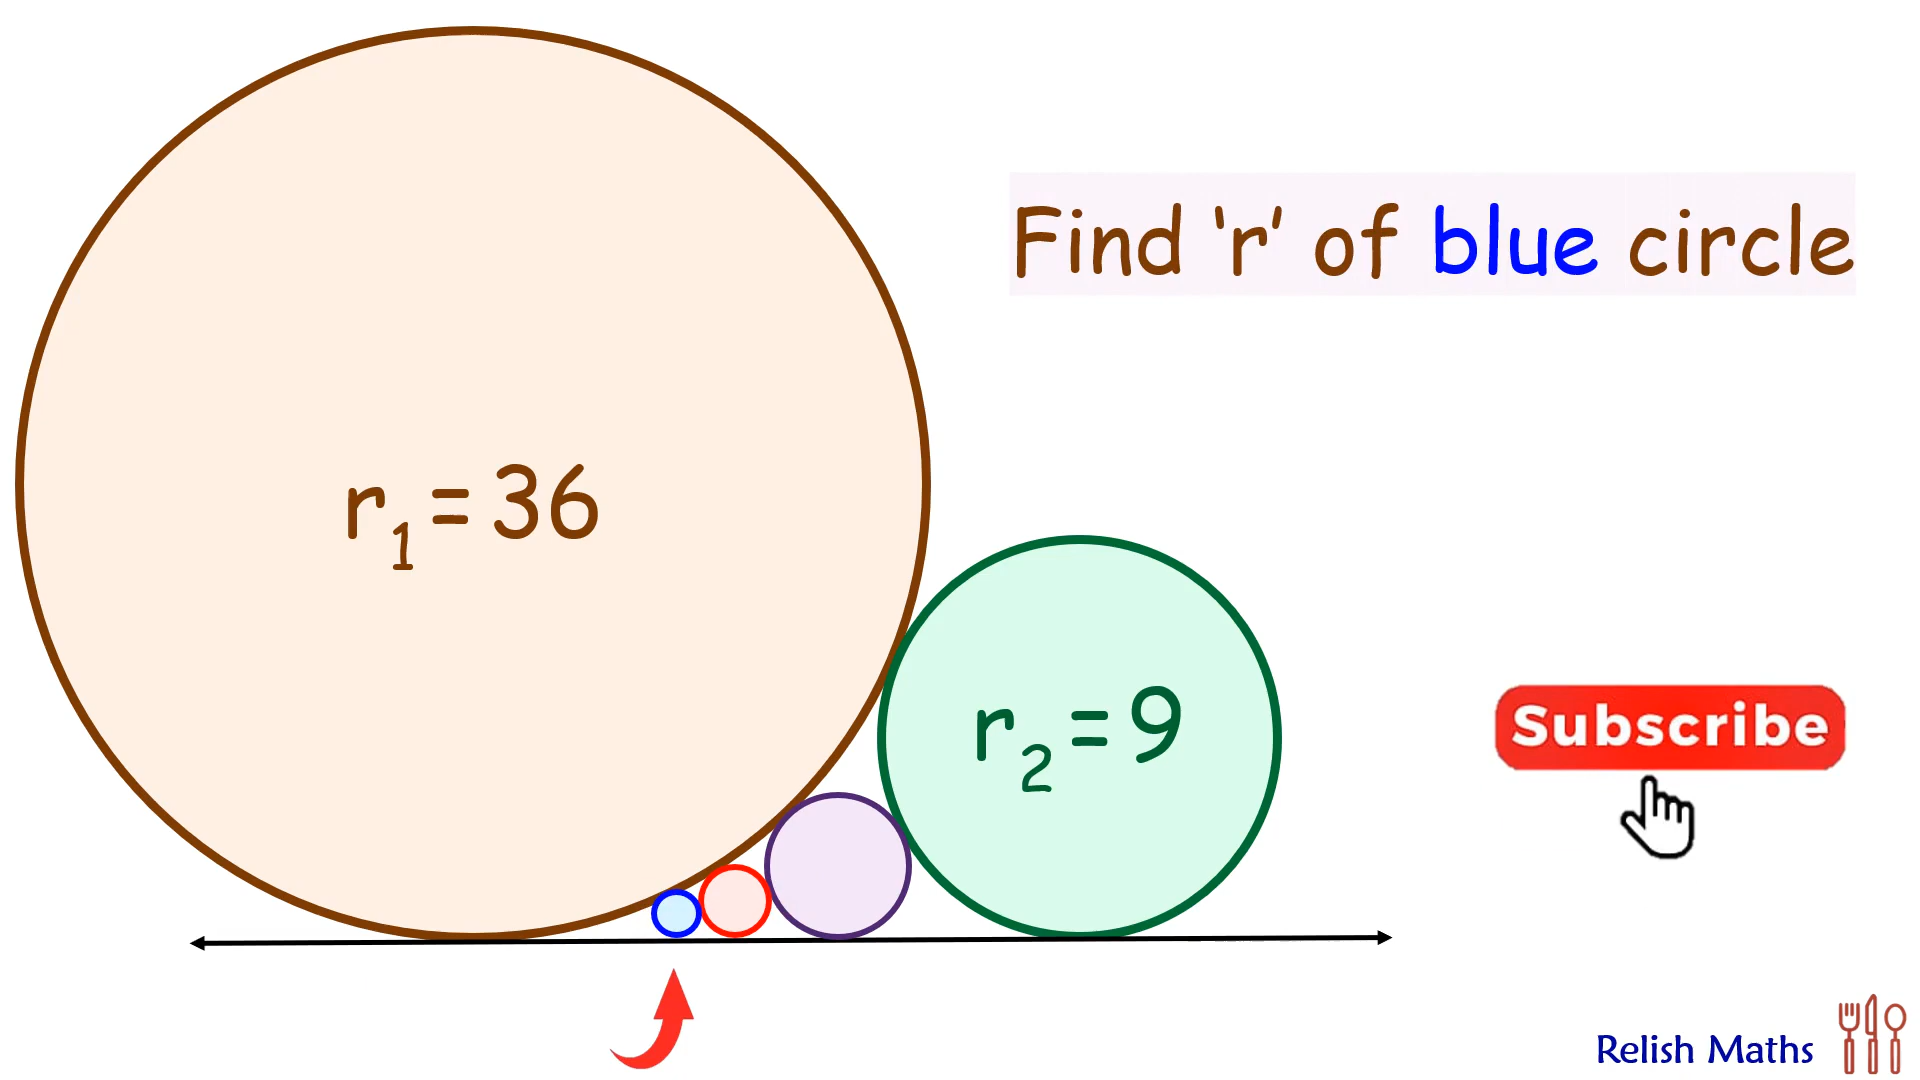 Find ‘r’ of blue circle
r₁ = 36
r₂ = 9
Subscribe
Relish Maths